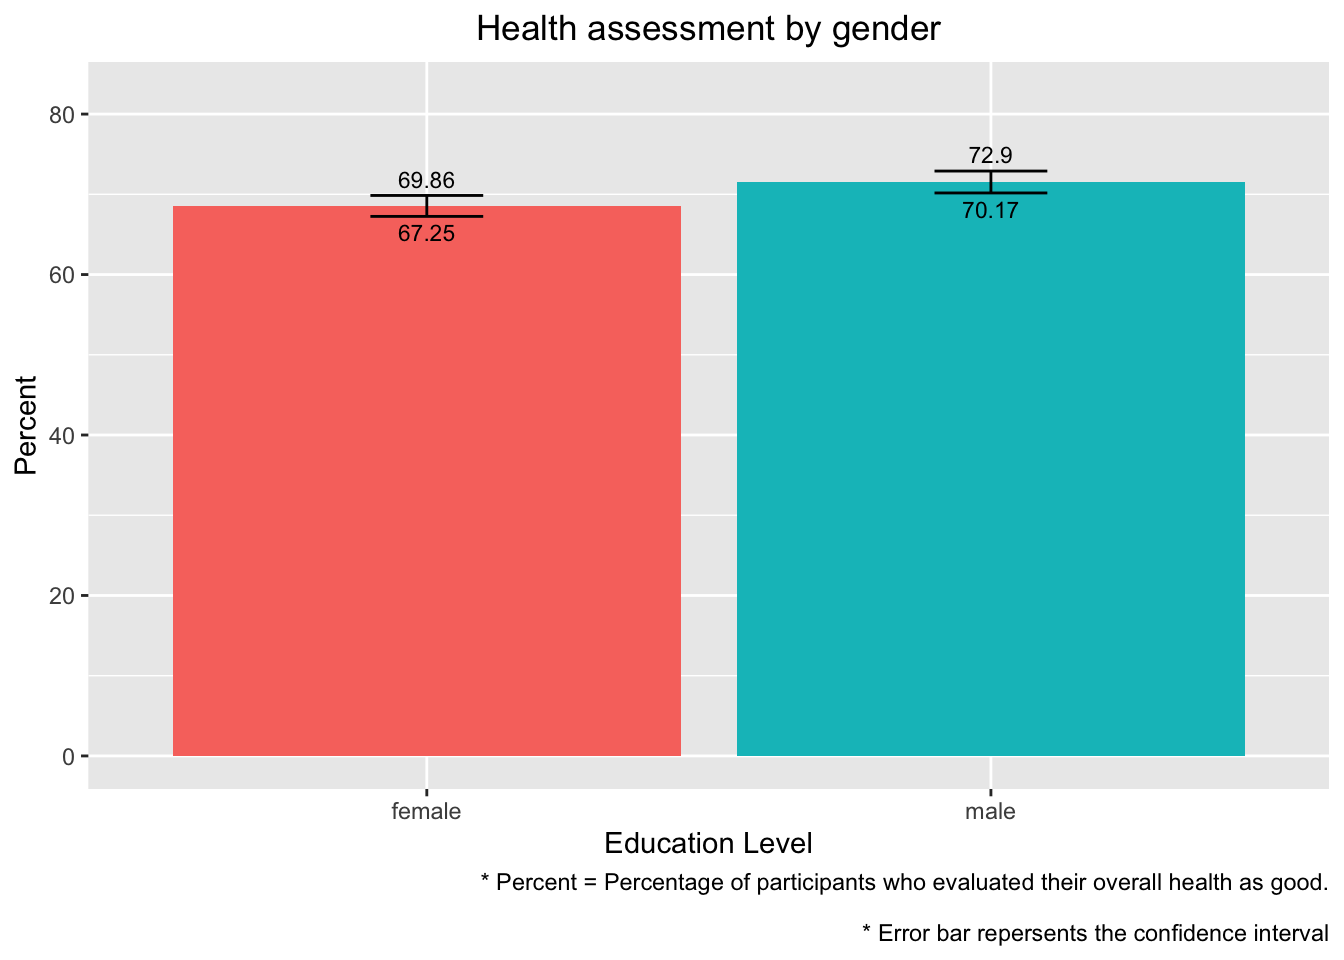 Health assessment by gender
80
60
40
20
0
Percent
69.86
67.25
72.9
70.17
female
male
Education Level
* Percent = Percentage of participants who evaluated their overall health as good.
* Error bar repersents the confidence interval